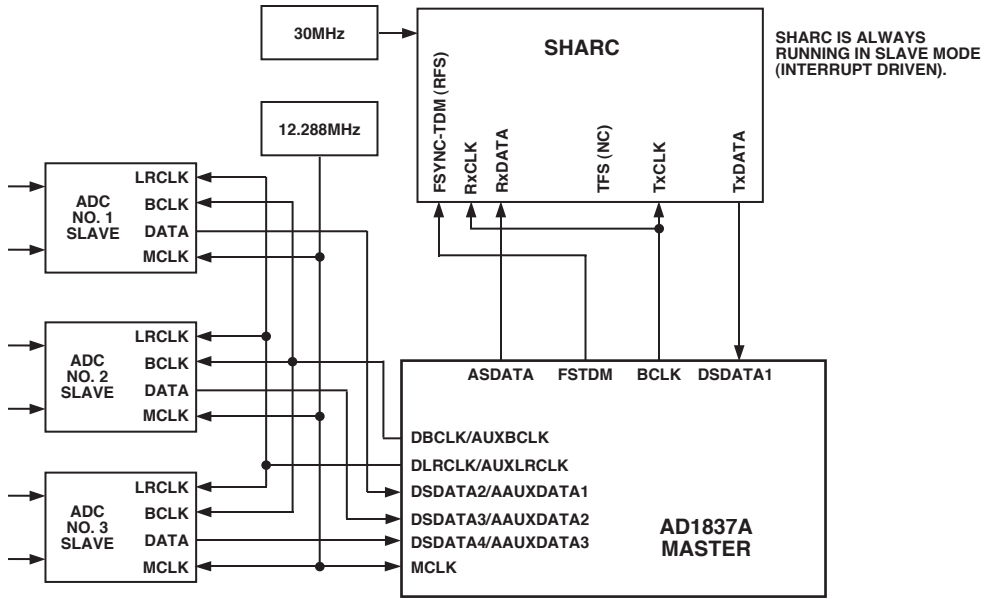 30MHz
SHARC
SHARC IS ALWAYS
RUNNING IN SLAVE MODE
(INTERRUPT DRIVEN).
12.288MHz
FSYNC-TDM (RFS)
RxCLK
RxDATA
TFS (NC)
TxCLK
TxDATA
ADC
NO. 1
SLAVE
LRCLK
BCLK
DATA
MCLK
ADC
NO. 2
SLAVE
LRCLK
BCLK
DATA
MCLK
ADC
NO. 3
SLAVE
LRCLK
BCLK
DATA
MCLK
ASDATA
FSTDM
BCLK
DSDATA1
DBCLK/AUXBCLK
DLRCLK/AUXLRCLK
DSDATA2/AAUXDATA1
DSDATA3/AAUXDATA2
DSDATA4/AAUXDATA3
MCLK
AD1837A
MASTER